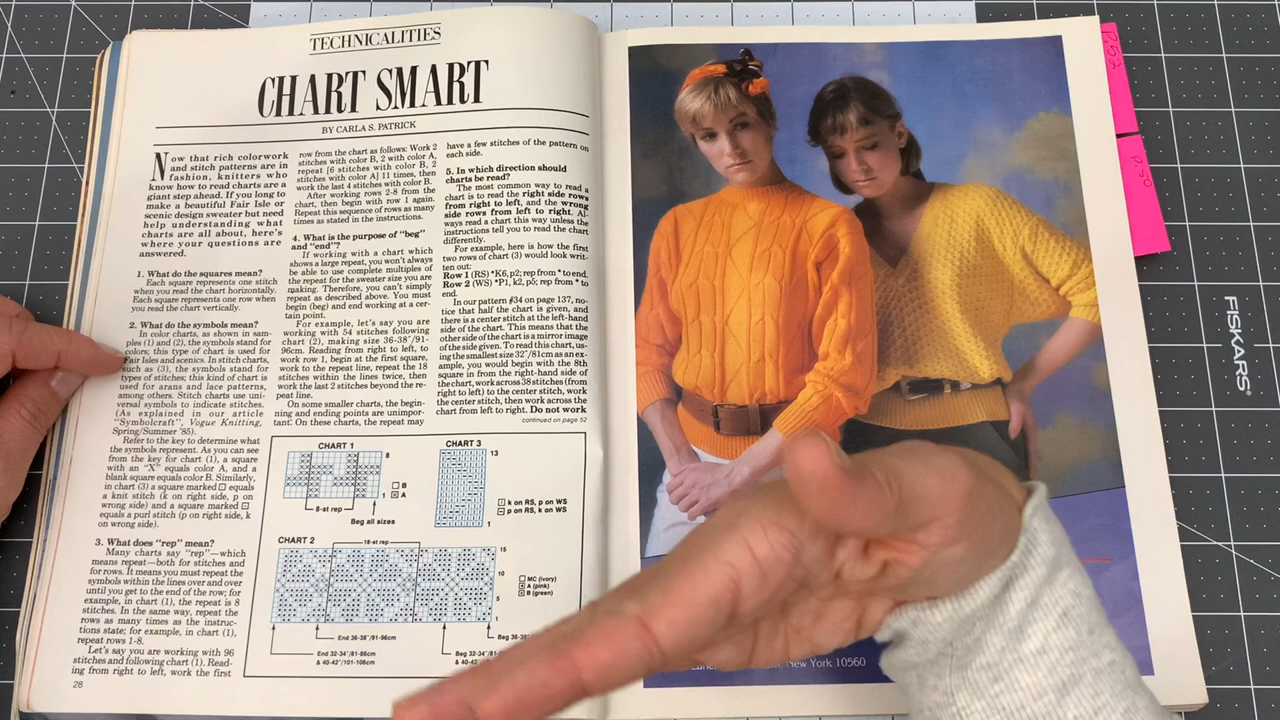 TECHNICALITIES
CHART SMART
BY CARLA S. PATRICK
Now that rich colorwork
and stitch patterns are in
fashion, knitters who
know how to read charts are a
giant step ahead. If you long to
make a beautiful Fair Isle or
scenic design sweater but need
help understanding what
charts are all about, here's
where your questions are
answered.
1. What do the squares mean?
Each square represents one stitch
when you read the chart horizontally.
Each square represents one row when
you read the chart vertically.
2. What do the symbols mean?
In color charts, as shown in sam-
ples (1) and (2), the symbols stand for
colors; this type of chart is used for
Fair Isles and scenics. In stitch charts,
such as (3), the symbols stand for
types of stitches; this kind of chart is
used for arans and lace patterns,
among others. Stitch charts use uni-
versal symbols to indicate stitches.
(As explained in our article
"Symbolcraft", Vogue Knitting,
Spring/Summer '85).
Refer to the key to determine what
the squares represent. As you can see
from the key for chart (1), a square
with an "X" equals color A, and a
blank square equals color B. Similarly,
in chart (3) a square marked equals
a knit stitch (k on right side, p on
wrong side) and a square marked
equals a purl stitch (p on right side, k
on wrong side).
3. What does "rep" mean?
Many charts say "rep"—which
means repeat—both for stitches and
for rows. It means you must repeat the
symbols within the lines over and over
until you get to the end of the row; for
example, in chart (1), the repeat is 8
stitches. In the same way, repeat the
rows as many times as the instruc-
tions state; for example, in chart (1),
repeat rows 1-8.
Let's say you are working with 96
stitches and following chart (1). Read-
ing from right to left, work the first
28
row from the chart as follows: Work 2
stitches with color B, 2 with color A,
repeat [6 stitches with color B, 2
stitches with color A] 11 times, then
work the last 4 stitches with color B.
After working rows 2-8 from the
chart, then begin with row 1 again.
Repeat this sequence of rows as many
times as stated in the instructions.
4. What is the purpose of "beg"
and "end"?
If working with a chart which
shows a large repeat, you won't always
be able to use complete multiples of
the repeat for the sweater size you are
making. Therefore, you can't simply
repeat as described above. You must
begin (beg) and end working at a cer-
tain point.
For example, let's say you are
working with 54 stitches following
chart (2), making size 36-38"/91-
96cm. Reading from right to left, to
work row 1, begin at the first square,
work to the repeat line, repeat the 18
stitches within the lines twice, then
work the last 2 stitches beyond the re-
peat line.
On some smaller charts, the begin-
ning and ending points are unimpor-
tant. On these charts, the repeat may
have a few stitches of the pattern on
each side.
5. In which direction should
charts be read?
The most common way to read a
chart is to read the right side rows
from right to left, and the wrong
side rows from left to right. Al-
ways read a chart this way unless the
instructions tell you to read the chart
differently.
For example, here is how the first
two rows of chart (3) would look writ-
ten out:
Row 1 (RS) *K6, p2; rep from * to end.
Row 2 (WS) *P1, k2, p5; rep from * to
end.
In our pattern #34 on page 137, no-
tice that half the chart is given, and
there is a center stitch at the left-hand
side of the chart. This means that the
other side of the chart is a mirror image
of the side given. To read this chart, us-
ing the smallest size 32"/81cm as an ex-
ample, you would begin with the 8th
square in from the right-hand side of
the chart, work across 38 stitches (from
right to left) to the center stitch, work
the center stitch, then work across the
chart from left to right. Do not work
continued on page 52
CHART 1
8
B
A
1
8-st rep
Beg all sizes
CHART 3
13
k on RS, p on WS
p on RS, k on WS
1
CHART 2
18-st rep
15
10
5
1
MC (ivory)
A (pink)
B (green)
End 36-38"/91-96cm
End 32-34"/81-86cm
& 40-42"/101-106cm
Beg 36-38"
Beg 32-34"/81-86cm
& 40-42"
New York 10560
P.52
P.50
FISKARS